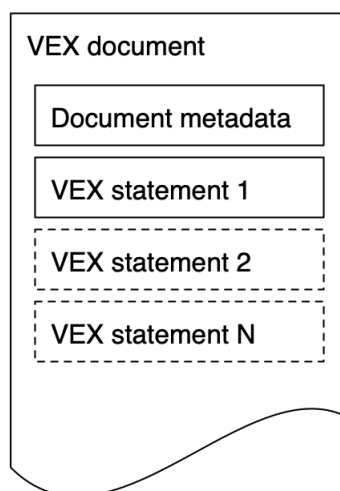 VEX document
Document metadata
VEX statement 1
VEX statement 2
VEX statement N